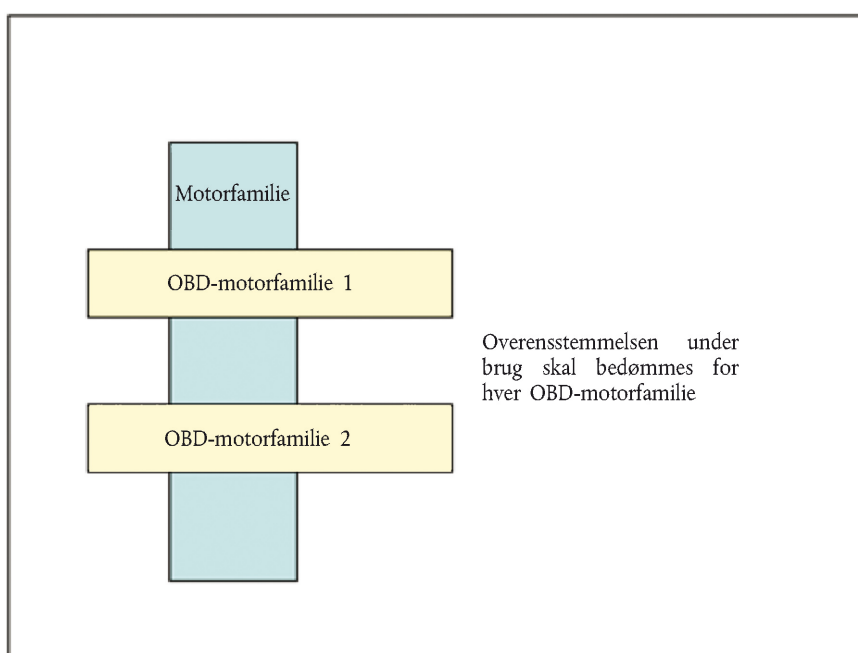 Motorfamilie
OBD-motorfamilie 1
Overensstemmelsen under
brug skal bedømmes for
hver OBD-motorfamilie
OBD-motorfamilie 2